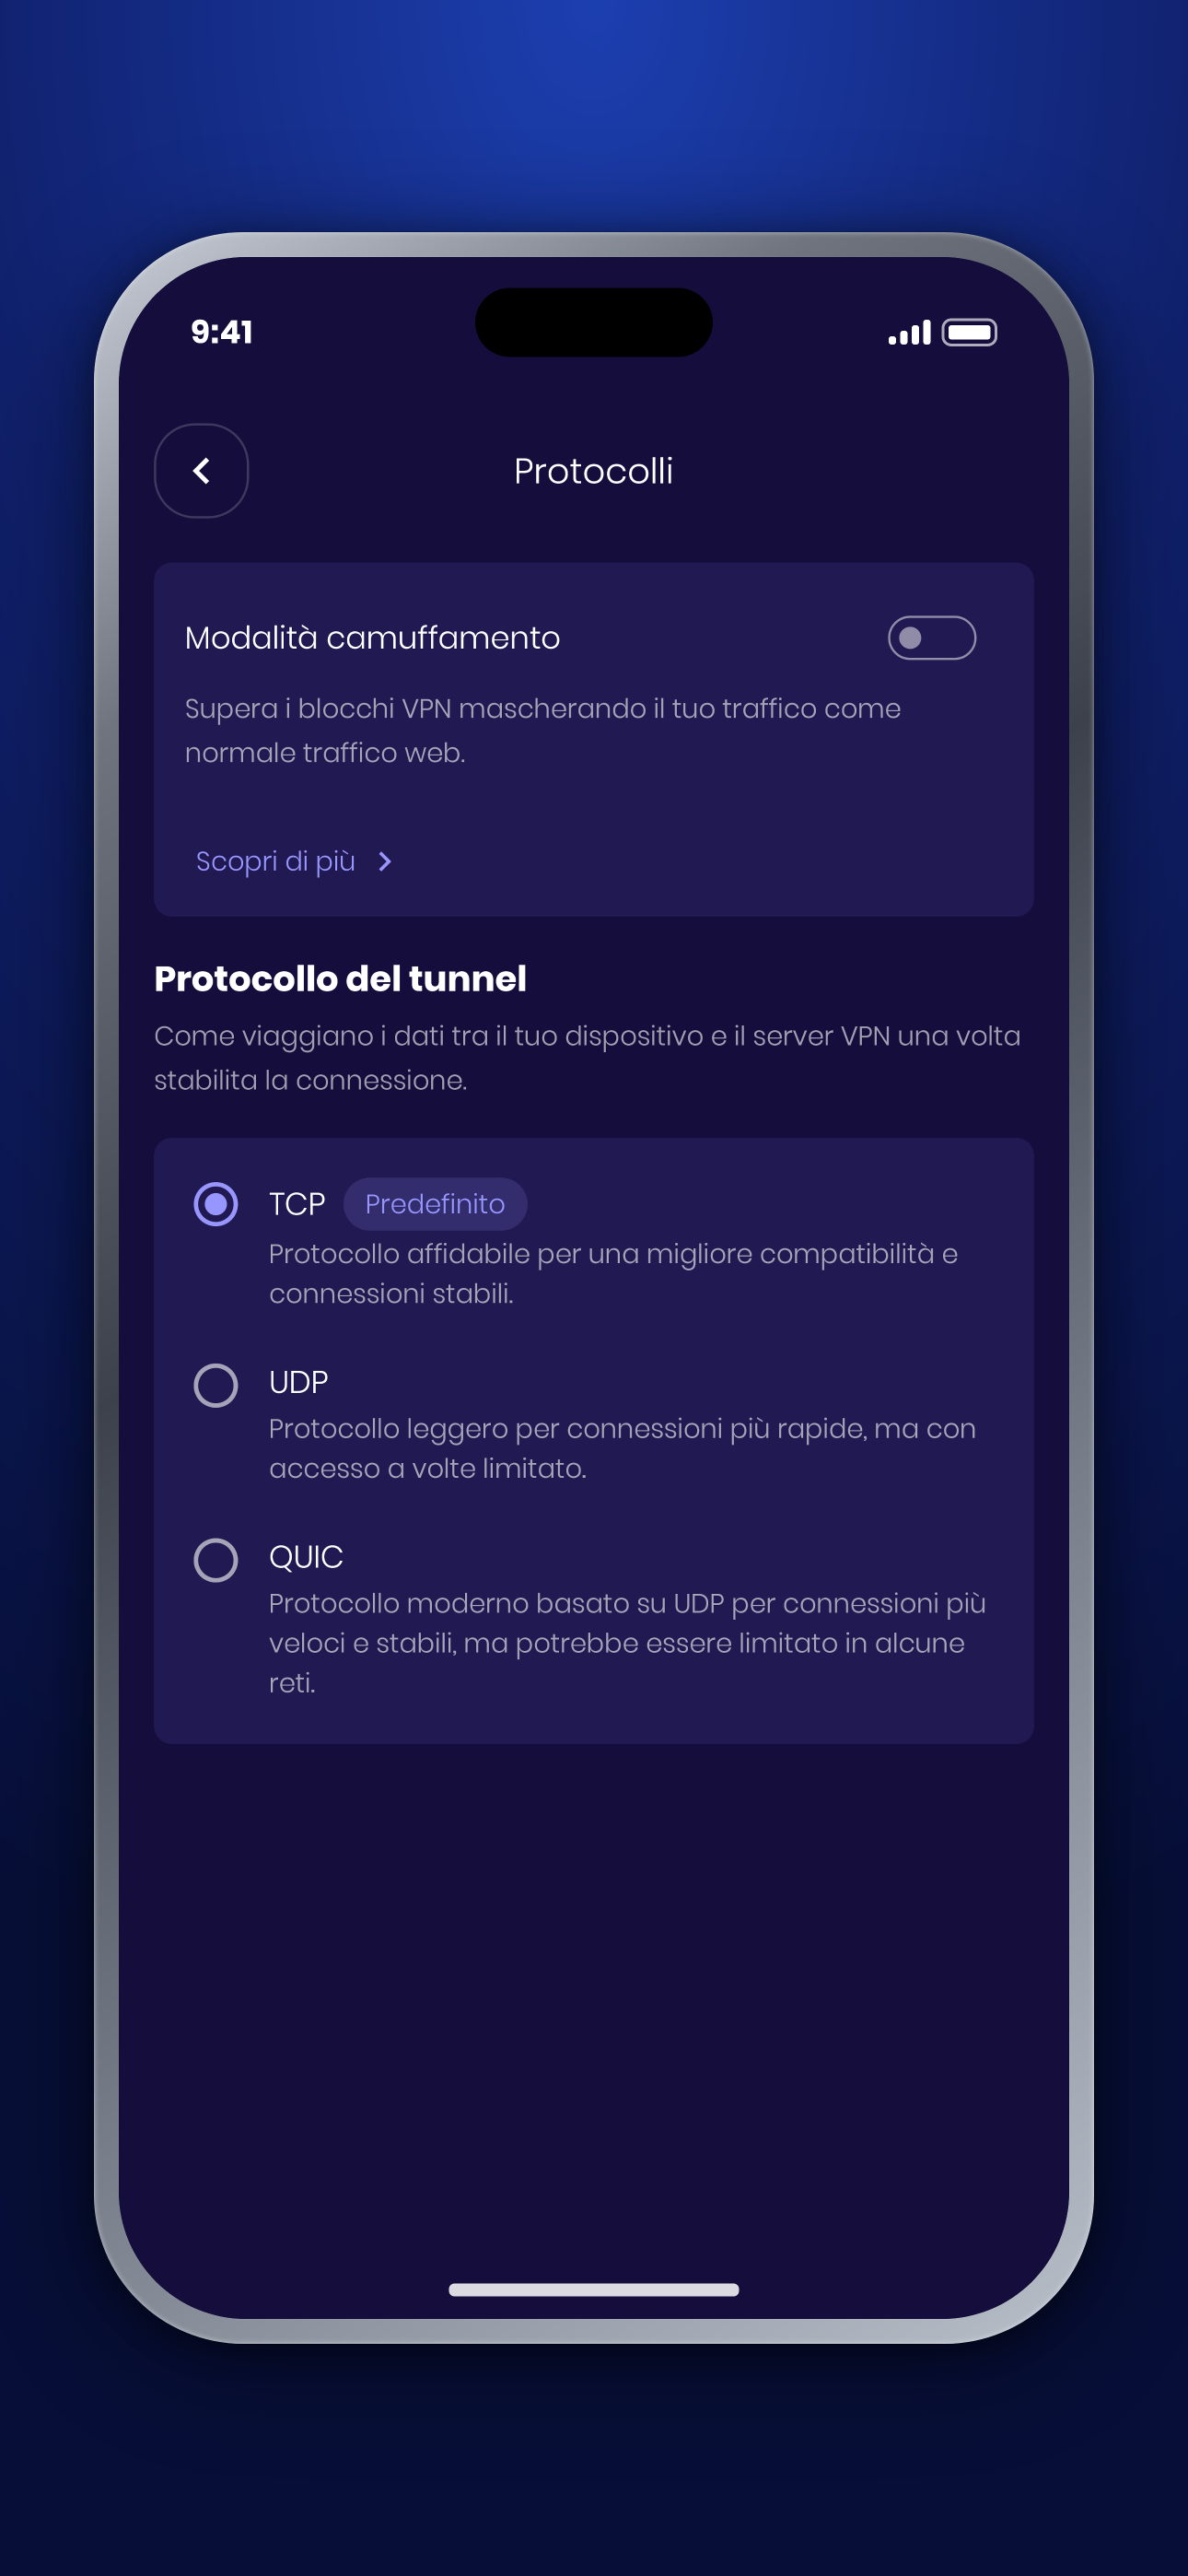 9:41
Protocolli
Modalità camuffamento
Supera i blocchi VPN mascherando il tuo traffico come
normale traffico web.
Scopri di più
Protocollo del tunnel
Come viaggiano i dati tra il tuo dispositivo e il server VPN una volta
stabilita la connessione.
TCP Predefinito
Protocollo affidabile per una migliore compatibilità e
connessioni stabili.
UDP
Protocollo leggero per connessioni più rapide, ma con
accesso a volte limitato.
QUIC
Protocollo moderno basato su UDP per connessioni più
veloci e stabili, ma potrebbe essere limitato in alcune
reti.